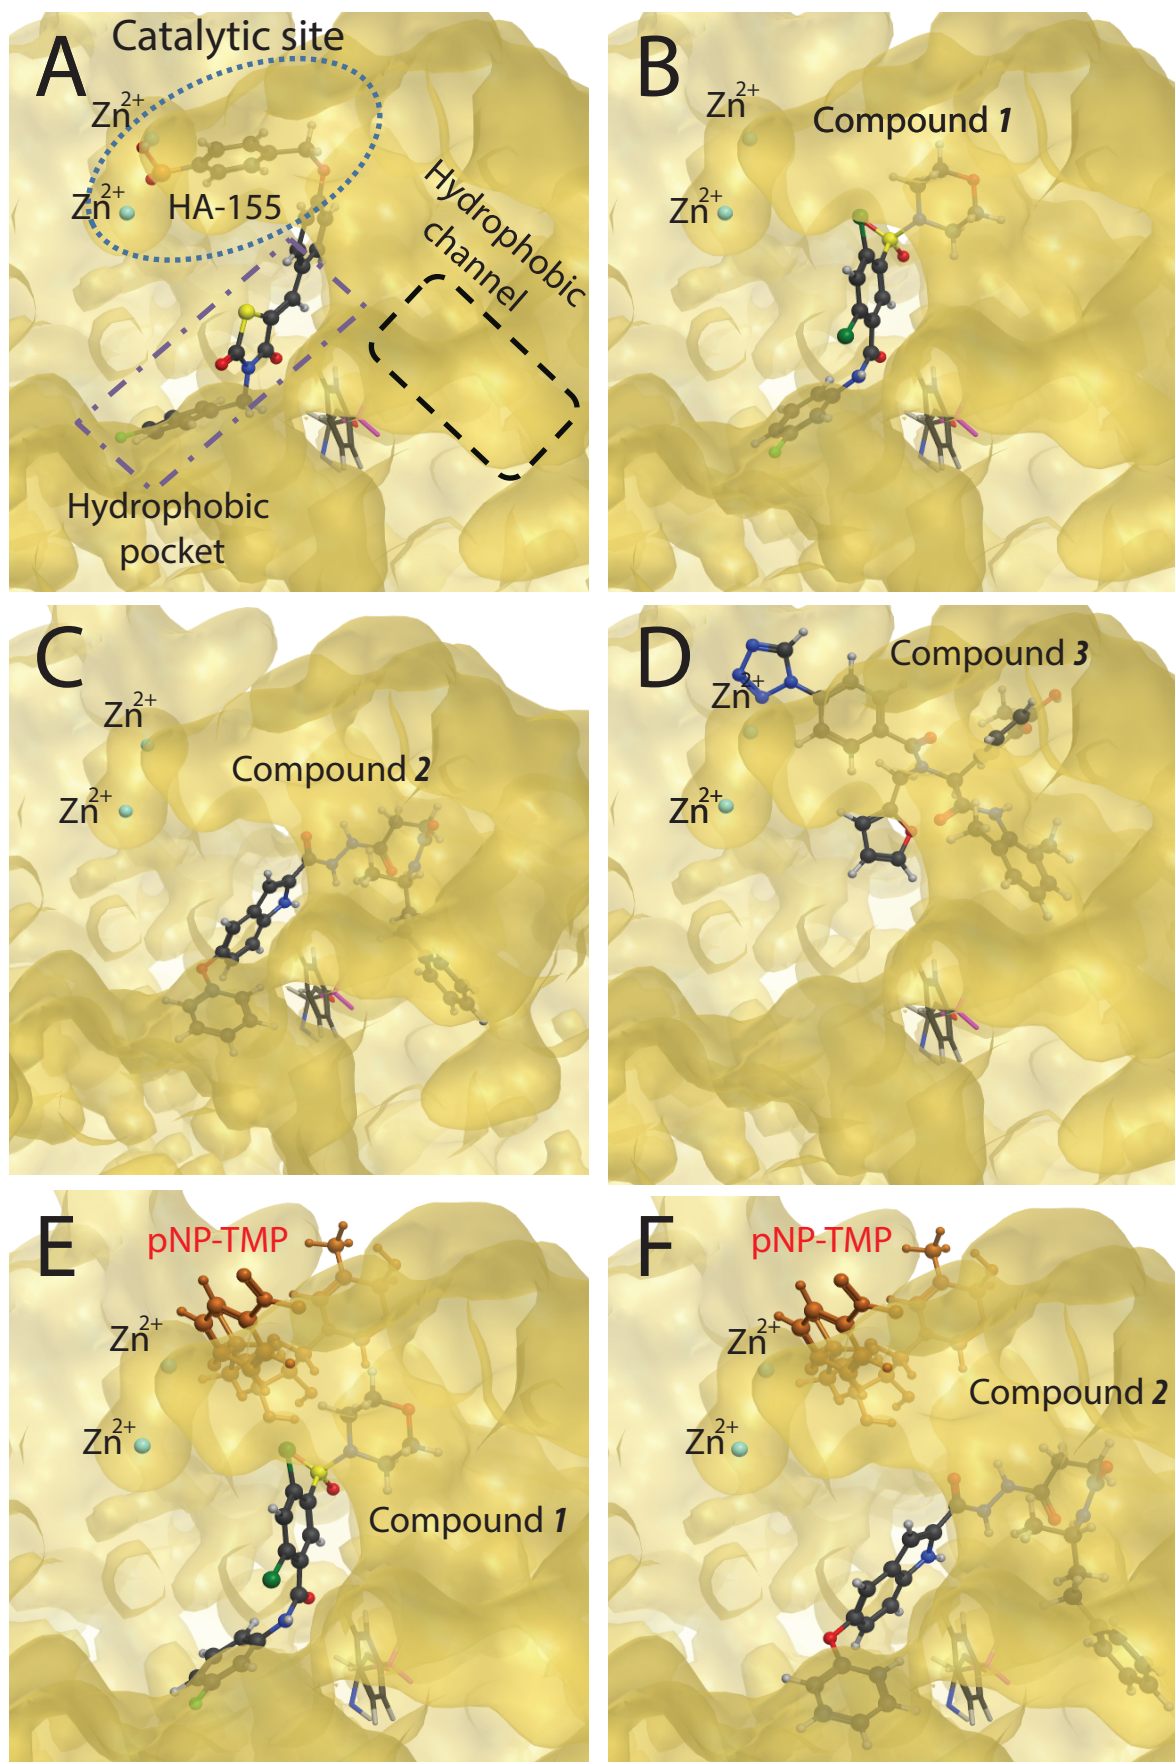 A
Catalytic site
Zn2+
Zn2+
HA-155
Hydrophobic
channel
Hydrophobic
pocket
B
Zn2+
Compound 1
Zn2+
C
Zn2+
Compound 2
Zn2+
D
Compound 3
Zn2+
Zn2+
E
pNP-TMP
Zn2+
Zn2+
Compound 1
F
pNP-TMP
Zn2+
Compound 2
Zn2+